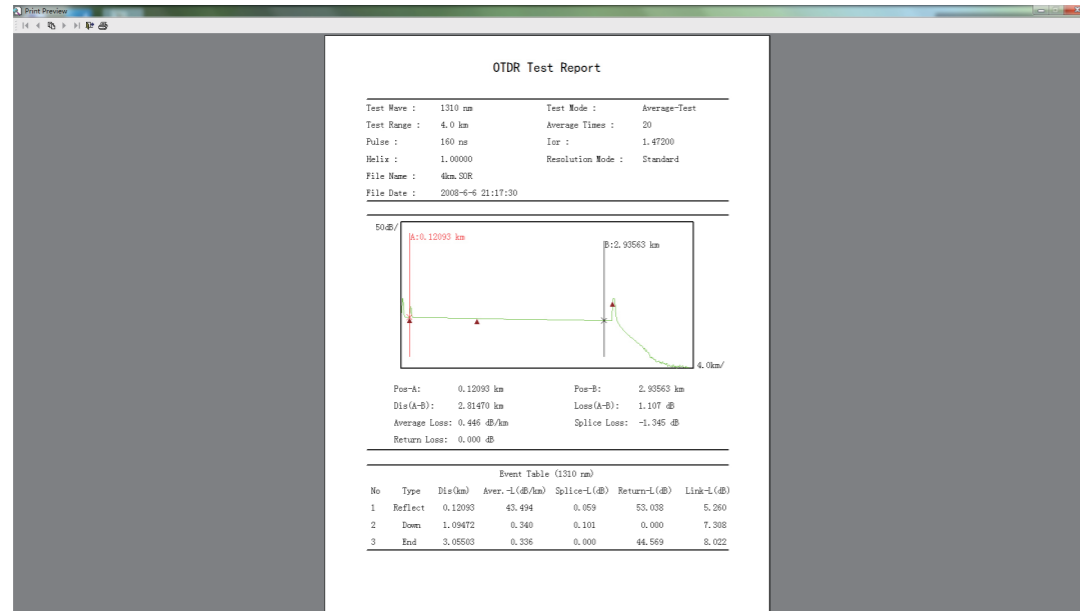 Print Preview
OTDR Test Report
Test Wave : 1310 nm Test Mode : Average-Test
Test Range : 4.0 km Average Times : 20
Pulse : 160 ns Ior : 1.47200
Helix : 1.00000 Resolution Mode : Standard
File Name : 4km.SOR
File Date : 2008-6-6 21:17:30
50dB/
A:0.12093 km
B:2.93563 km
4.0km/
Pos-A: 0.12093 km Pos-B: 2.93563 km
Dis(A-B): 2.81470 km Loss(A-B): 1.107 dB
Average Loss: 0.446 dB/km Splice Loss: -1.345 dB
Return Loss: 0.000 dB
Event Table (1310 nm)
No Type Dis(km) Aver.-L(dB/km) Splice-L(dB) Return-L(dB) Link-L(dB)
1 Reflect 0.12093 43.494 0.059 53.038 5.260
2 Down 1.09472 0.340 0.101 0.000 7.308
3 End 3.05503 0.336 0.000 44.569 8.022